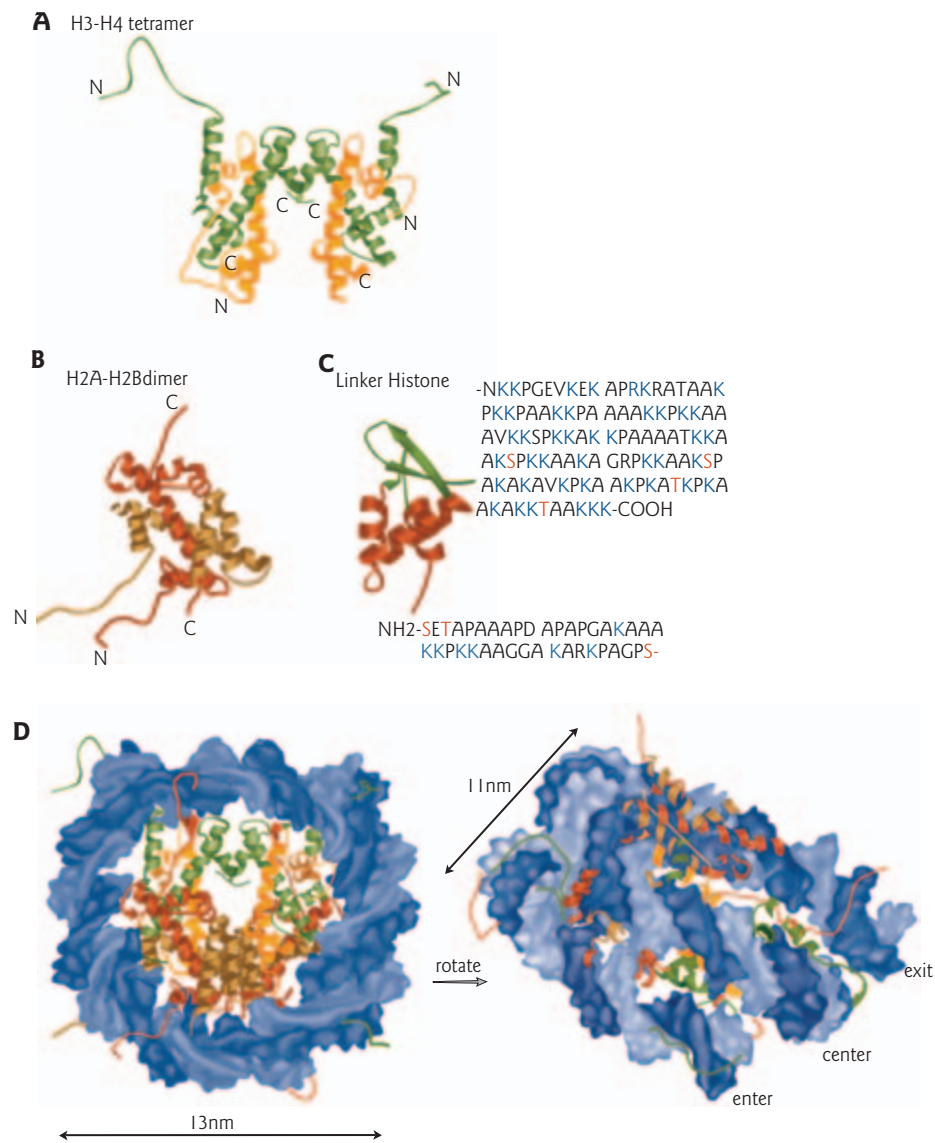 A H3-H4 tetramer
N
N
C C
N
C
C
N
B
H2A-H2Bdimer
C
N
C
N
C
Linker Histone
-NKKPGEVKEK APRKRATAAK
PKKPAAKKPA AAAKKPKKAA
AVKKSPKKAK KPAAAATKKA
AKSPKKAAKA GRPKKAAKSP
AKAKAVKPKA AKPKATKPKA
AKAKKTAAKKK-COOH
NH2-SETAPAAAPD APAPGAKAAA
KKPKKAAGGA KARKPAGPS-
D
11nm
rotate
exit
center
enter
13nm